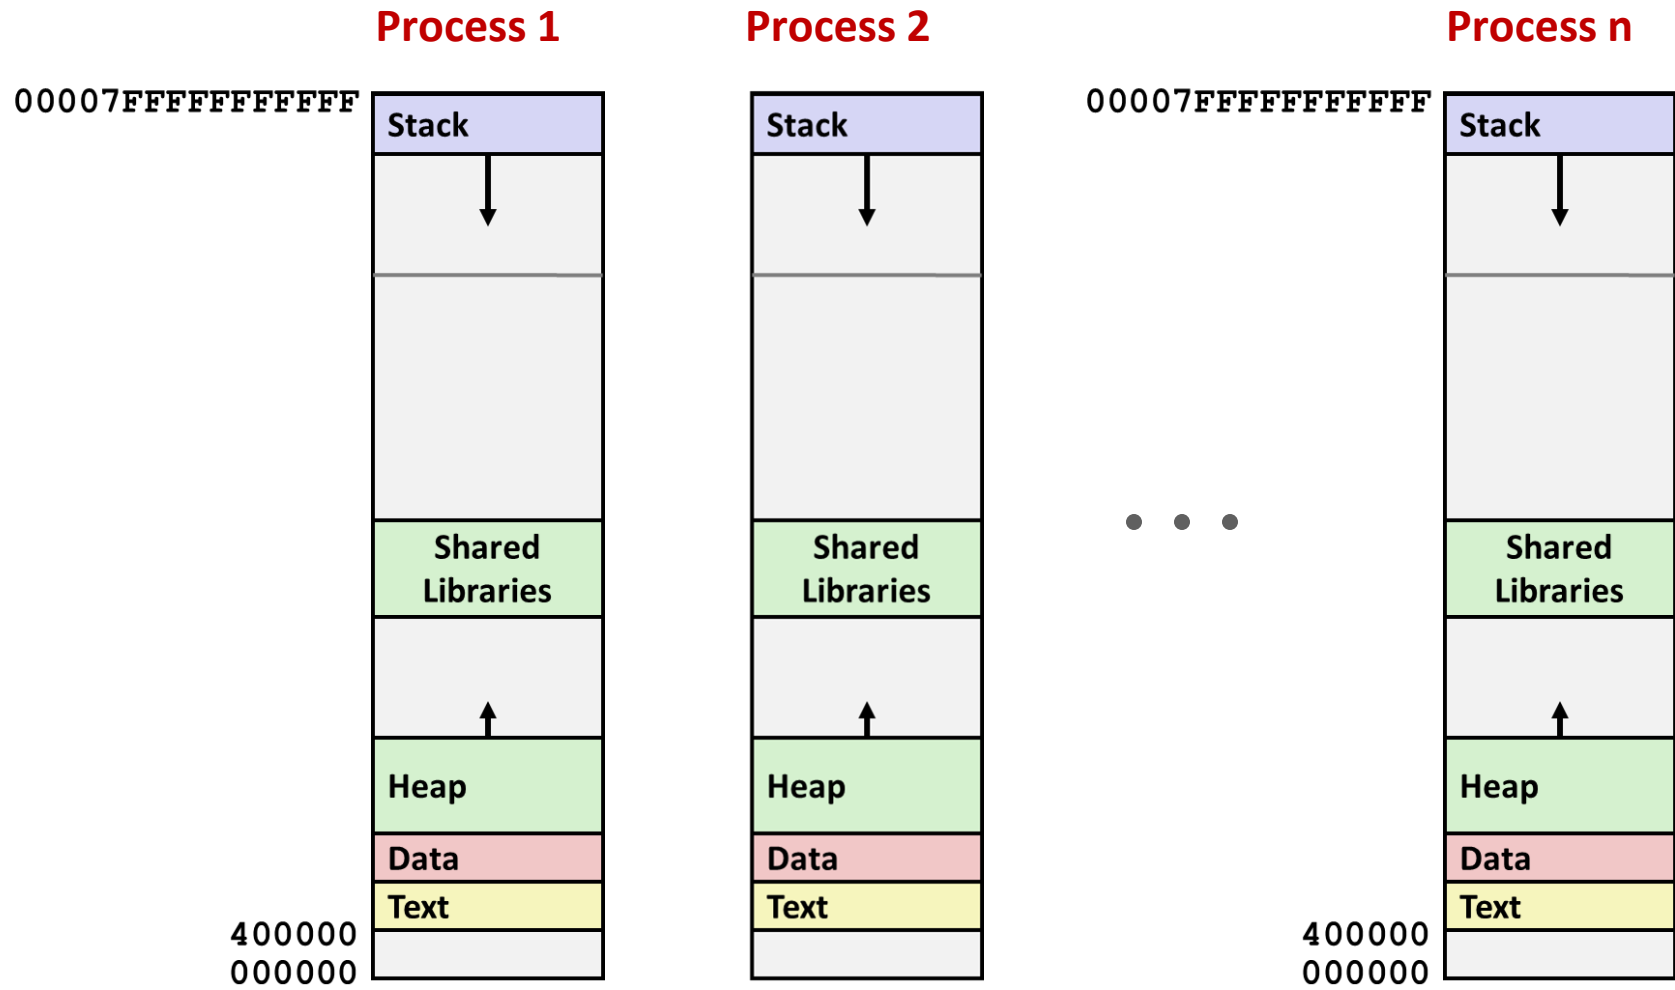 Process 1
Process 2
Process n
00007FFFFFFFFFFF
Stack
Stack
00007FFFFFFFFFFF
Stack
Shared
Libraries
Shared
Libraries
Shared
Libraries
Heap
Heap
Heap
Data
Data
Data
Text
Text
Text
400000
400000
000000
000000